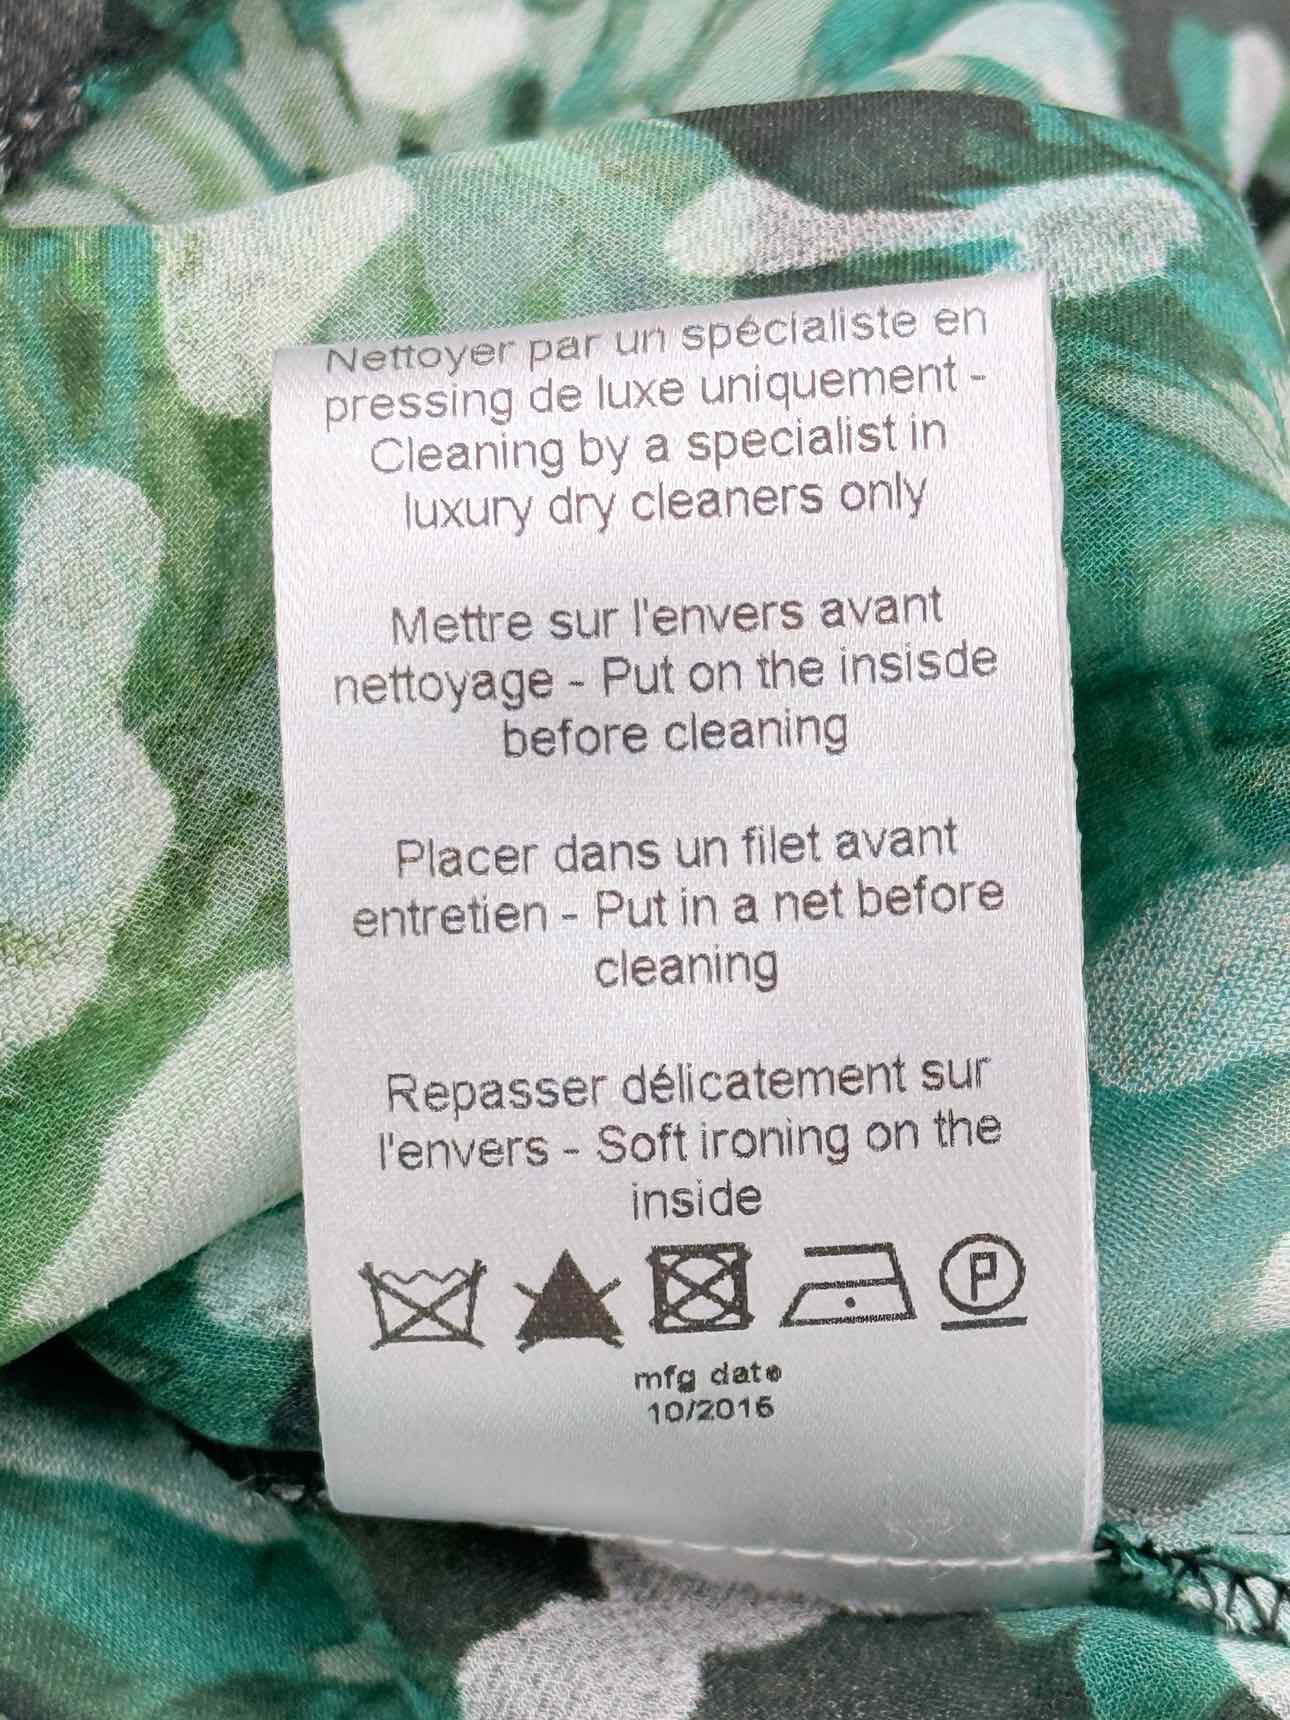 Nettoyer par un spécialiste en
pressing de luxe uniquement -
Cleaning by a specialist in
luxury dry cleaners only
Mettre sur l'envers avant
nettoyage - Put on the insisde
before cleaning
Placer dans un filet avant
entretien - Put in a net before
cleaning
Repasser délicatement sur
l'envers - Soft ironing on the
inside
P
mfg date
10/2016